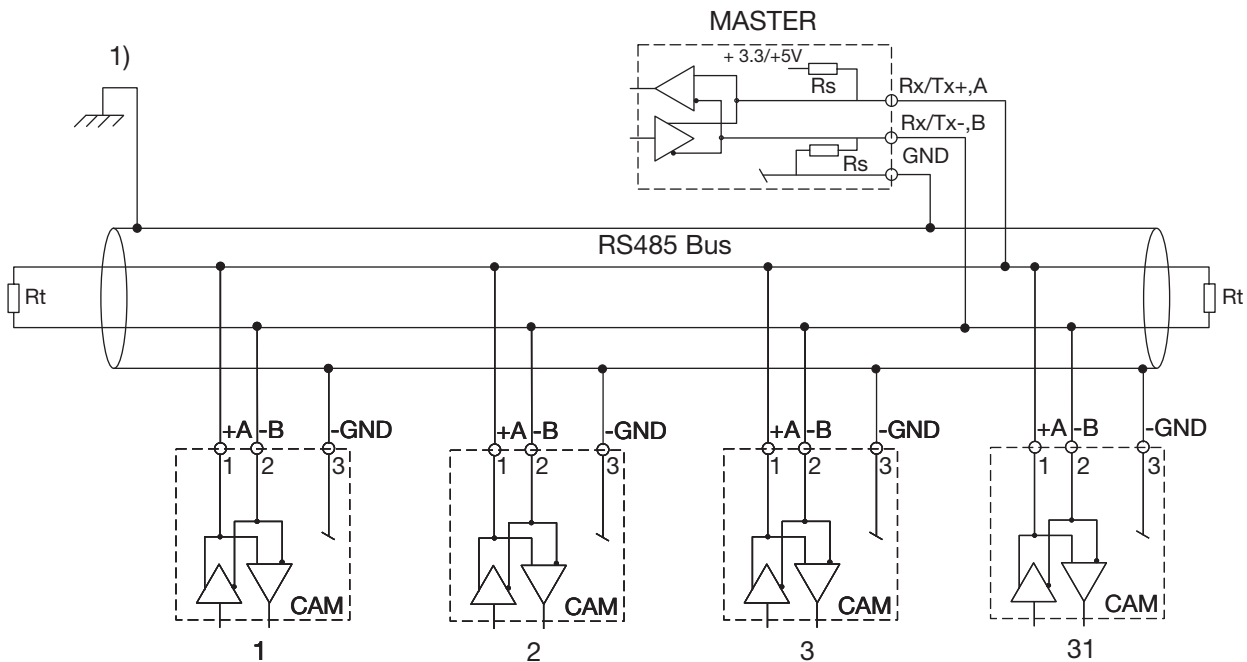 MASTER
1)
+ 3.3/+5V
Rs
Rx/Tx+,A
Rx/Tx-,B
Rs
GND
RS485 Bus
Rt
Rt
+A -B -GND
1 2 3
CAM
1
+A -B -GND
1 2 3
CAM
2
+A -B -GND
1 2 3
CAM
3
+A -B -GND
1 2 3
CAM
31